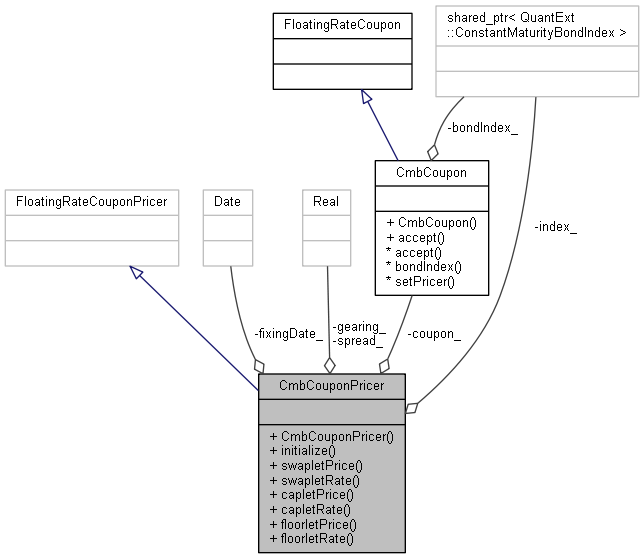 FloatingRateCoupon
shared_ptr< QuantExt
::ConstantMaturityBondIndex >
-bondIndex_
CmbCoupon
+ CmbCoupon()
+ accept()
* accept()
* bondIndex()
* setPricer()
FloatingRateCouponPricer
Date
Real
-index_
-fixingDate_
-gearing_
-spread_
-coupon_
CmbCouponPricer
+ CmbCouponPricer()
+ initialize()
+ swapletPrice()
+ swapletRate()
+ capletPrice()
+ capletRate()
+ floorletPrice()
+ floorletRate()